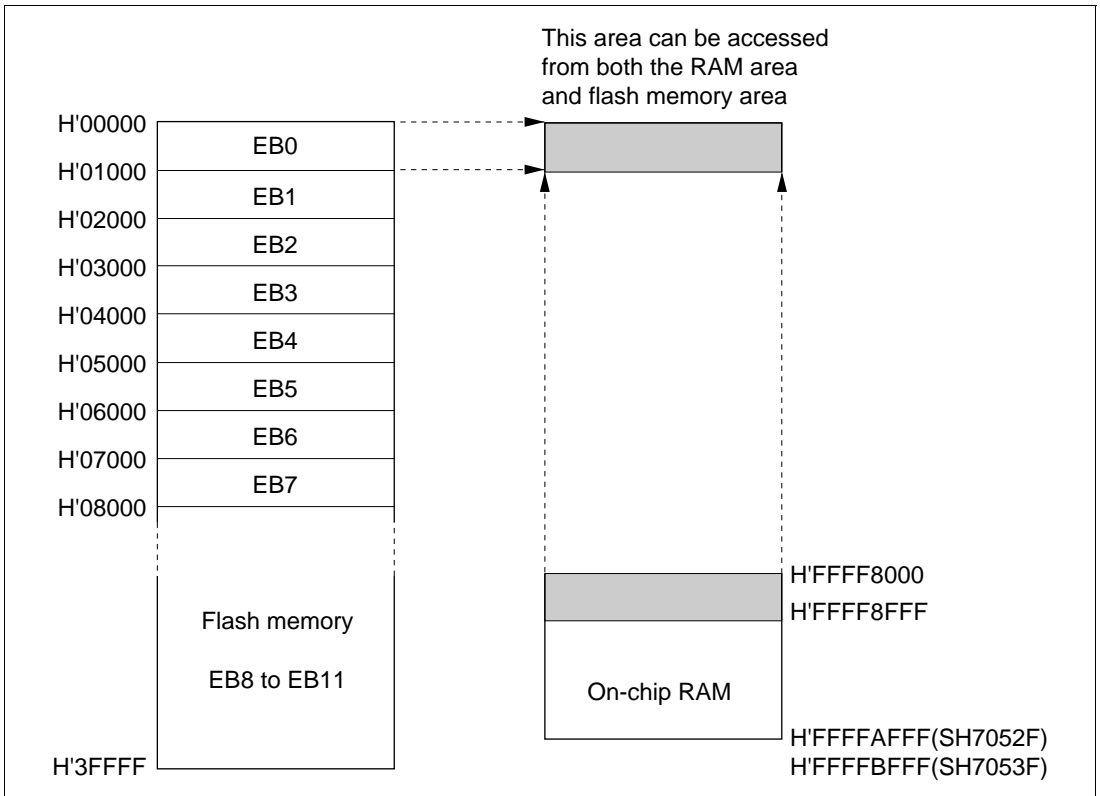 This area can be accessed
from both the RAM area
and flash memory area
H'00000
EB0
H'01000
EB1
H'02000
EB2
H'03000
EB3
H'04000
EB4
H'05000
EB5
H'06000
EB6
H'07000
EB7
H'08000
H'FFFF8000
H'FFFF8FFF
Flash memory
EB8 to EB11
On-chip RAM
H'FFFFAFFF(SH7052F)
H'3FFFF
H'FFFFBFFF(SH7053F)